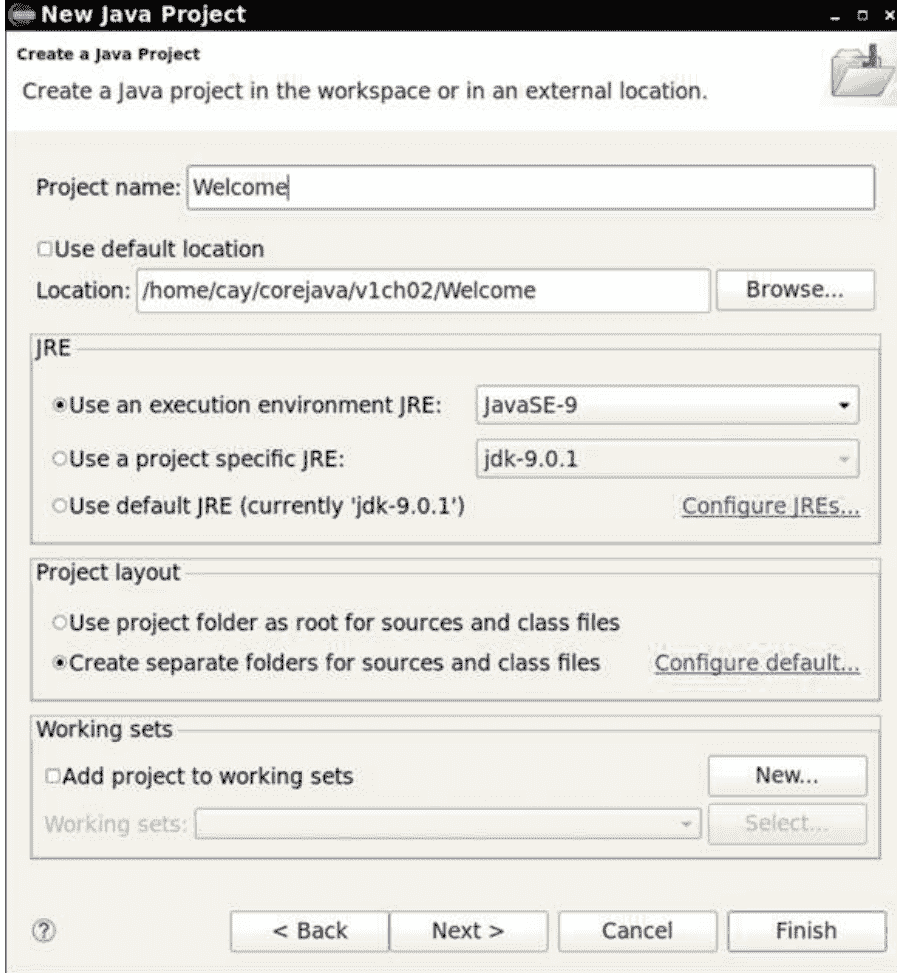 New Java Project
Create a Java Project
Create a Java project in the workspace or in an external location.
Project name: Welcome
Use default location
Location: /home/cay/corejava/v1ch02/Welcome Browse...
JRE
Use an execution environment JRE: JavaSE-9
Use a project specific JRE: jdk-9.0.1
Use default JRE (currently 'jdk-9.0.1') Configure JREs...
Project layout
Use project folder as root for sources and class files
Create separate folders for sources and class files Configure default...
Working sets
Add project to working sets New...
Working sets: Select...
? < Back Next > Cancel Finish